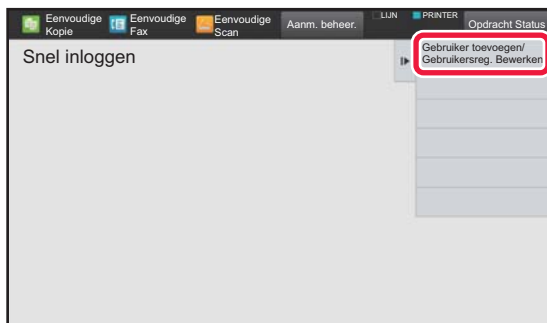 Eenvoudige Kopie
Eenvoudige Fax
Eenvoudige Scan
Aanm. beheer.
LIJN
PRINTER
Opdracht Status
Snel inloggen
Gebruiker toevoegen/
Gebruikersreg. Bewerken